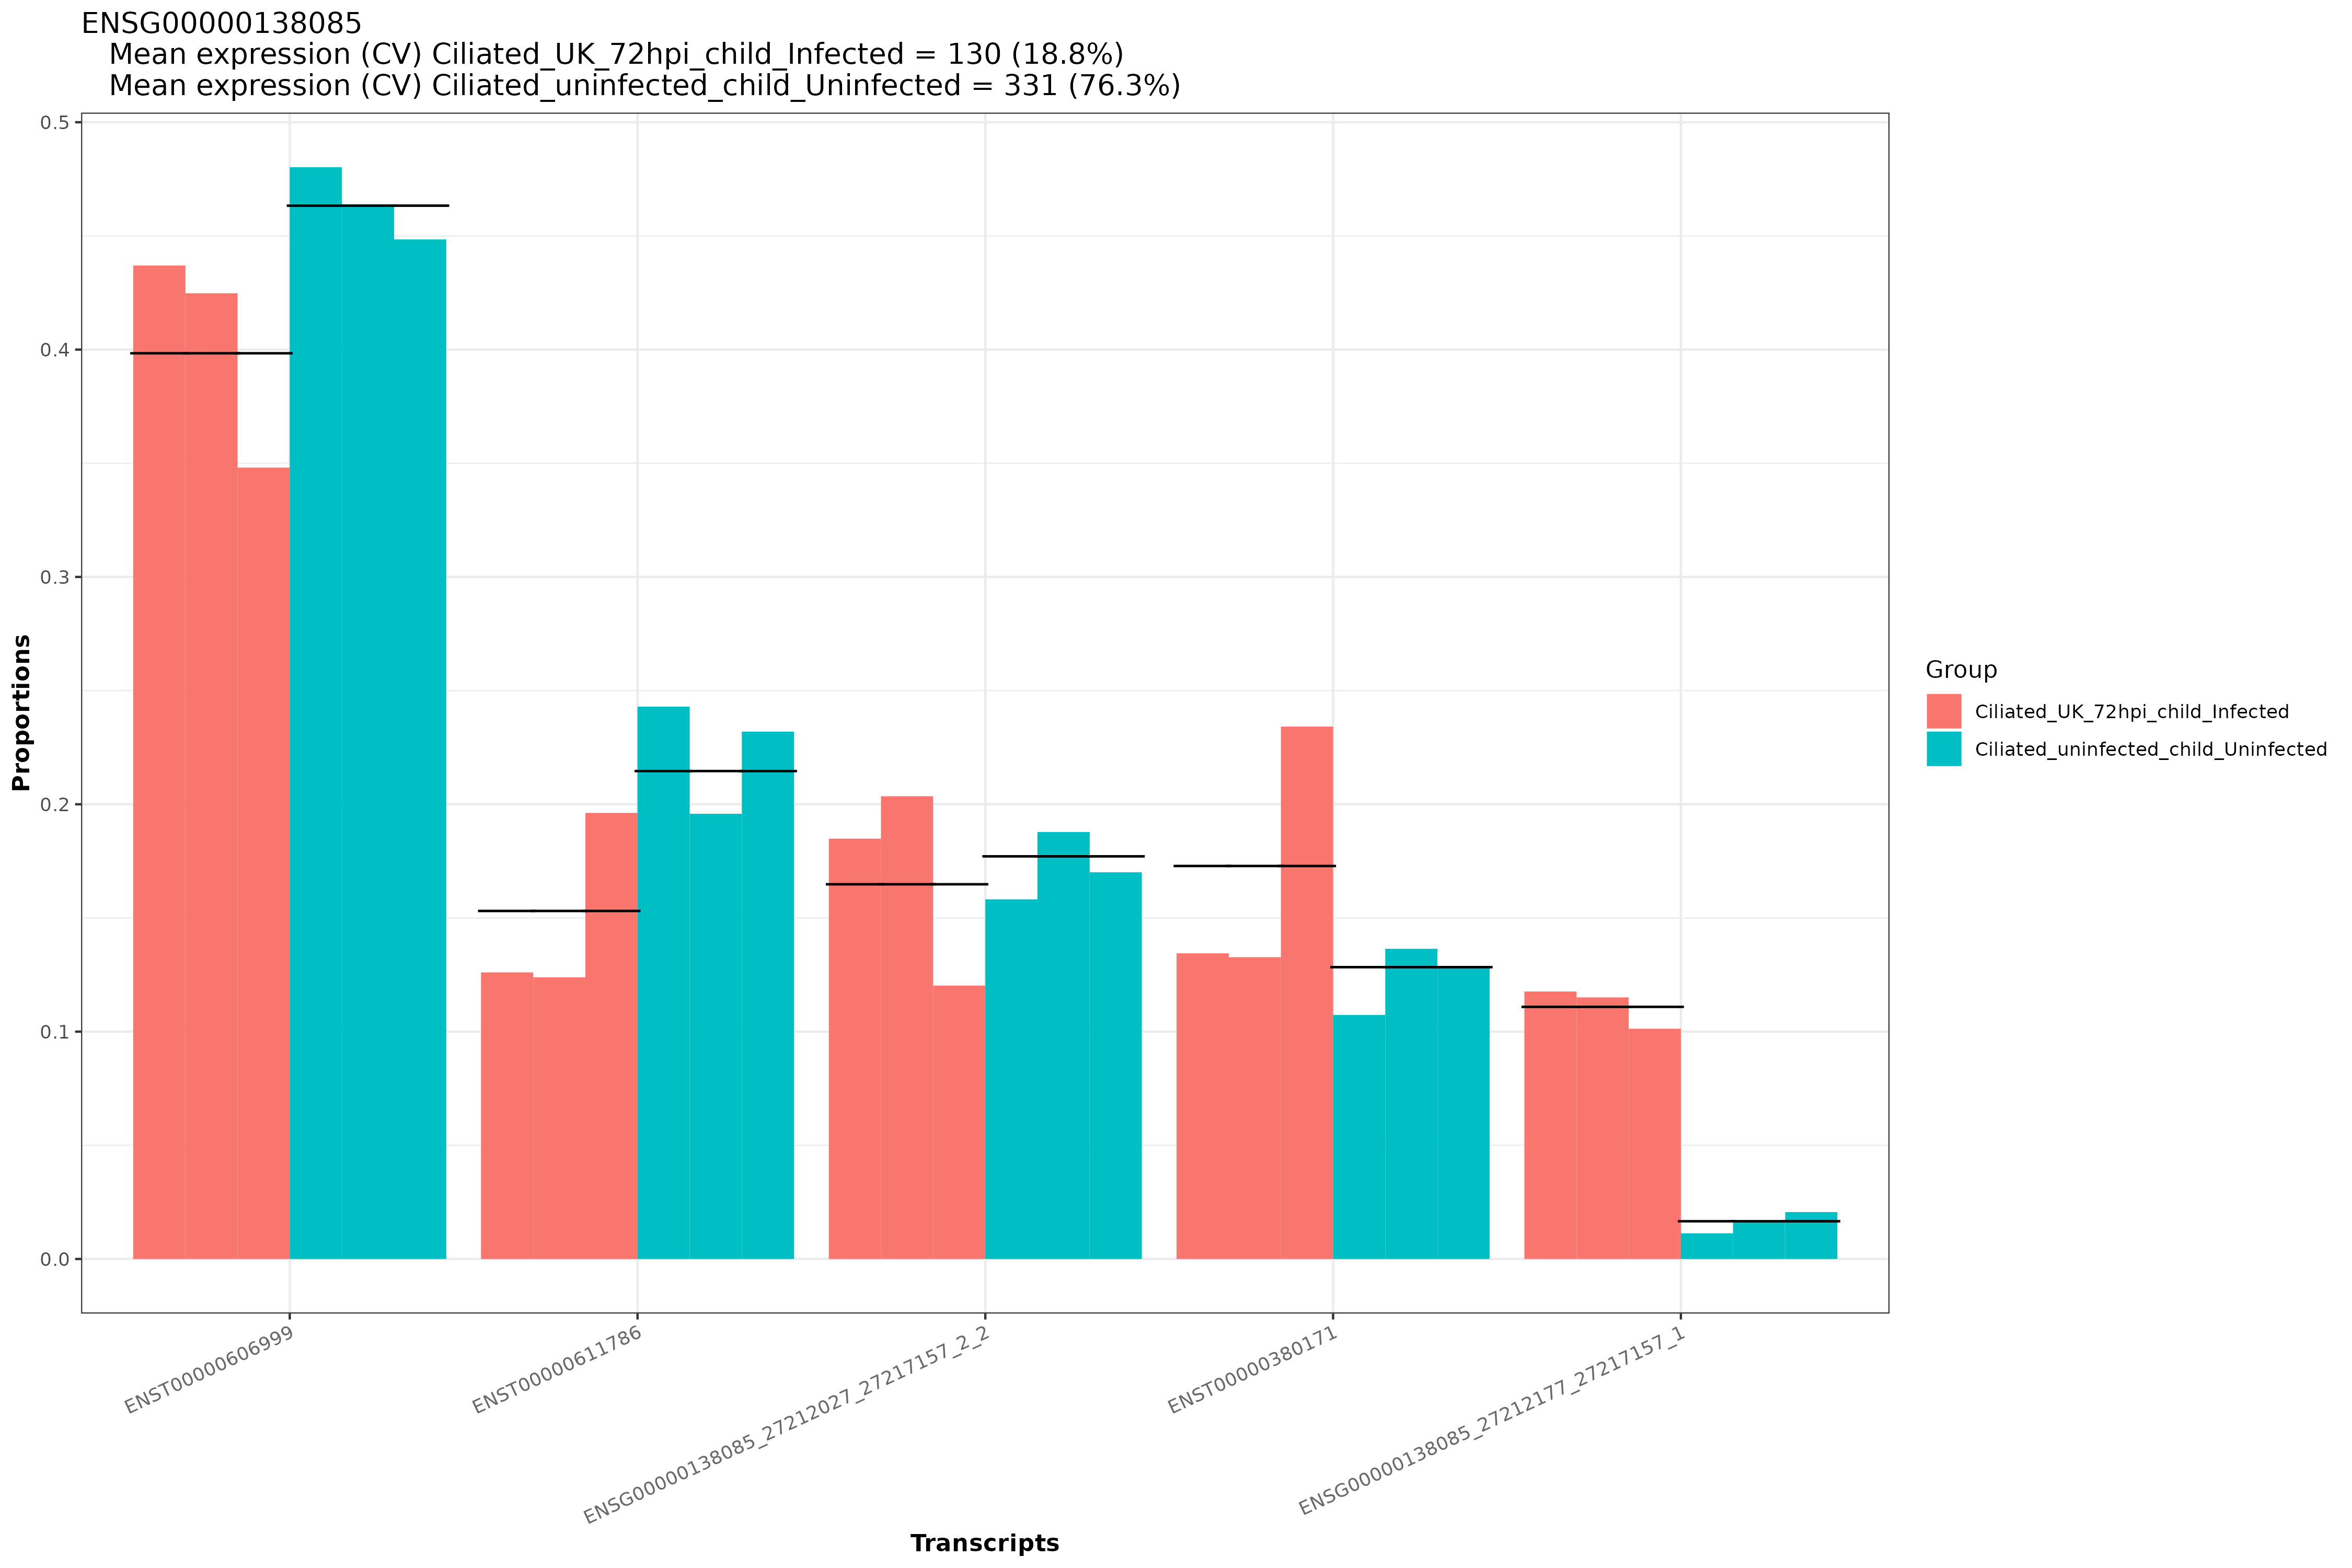 ENSG00000138085
Mean expression (CV) Ciliated_UK_72hpi_child_Infected = 130 (18.8%)
Mean expression (CV) Ciliated_uninfected_child_Uninfected = 331 (76.3%)
0.5
0.4
0.3
0.2
0.1
0.0
Proportions
ENST00000606999
ENST00000611786
ENSG00000138085_27212027_27217157_2_2
ENST00000380171
ENSG00000138085_27212177_27217157_1
Transcripts
Group
Ciliated_UK_72hpi_child_Infected
Ciliated_uninfected_child_Uninfected